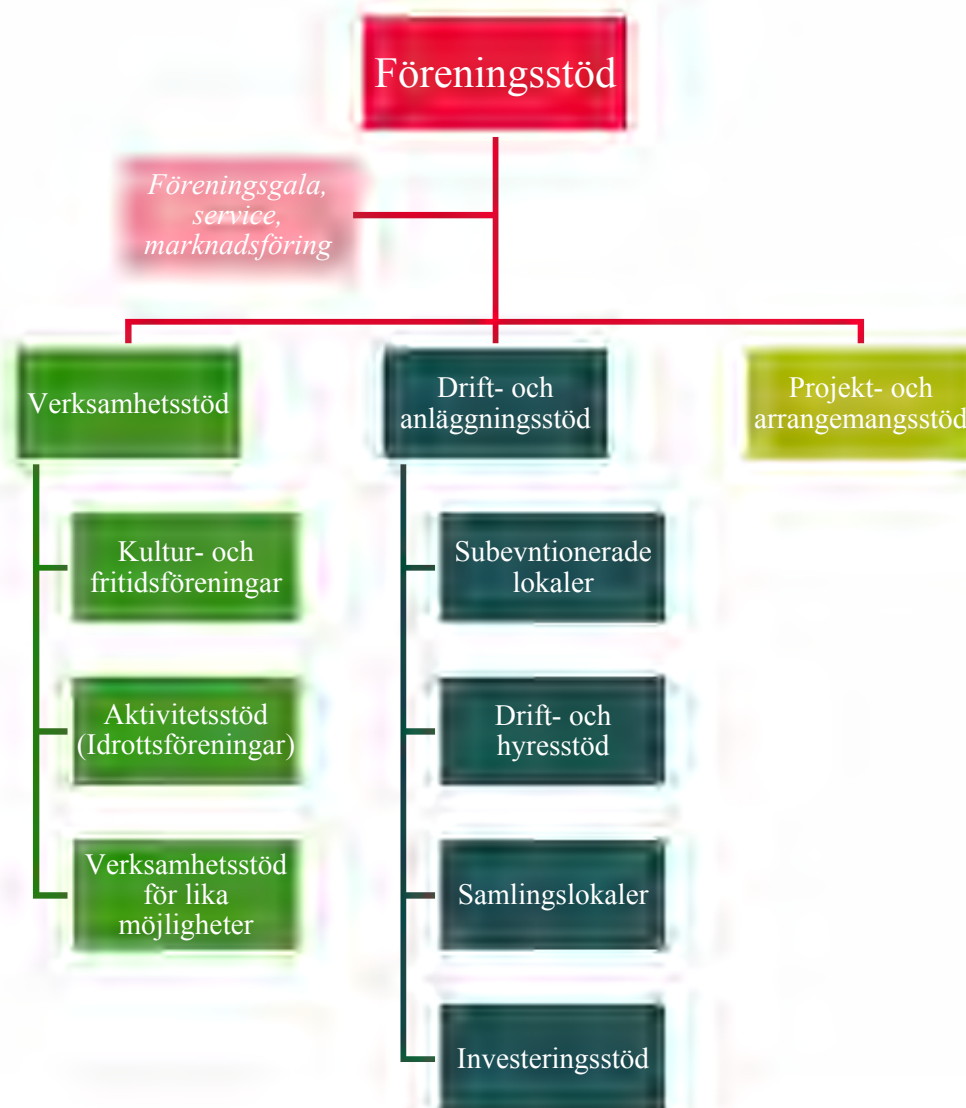 Föreningsstöd
Föreningsgala,
service,
marknadsföring
Verksamhetsstöd
Kultur- och
fritidsföreningar
Aktivitetsstöd
(Idrottsföreningar)
Verksamhetsstöd
för lika
möjligheter
Drift- och
anläggningsstöd
Subevntionerade
lokaler
Drift- och
hyresstöd
Samlingslokaler
Investeringsstöd
Projekt- och
arrangemangsstöd